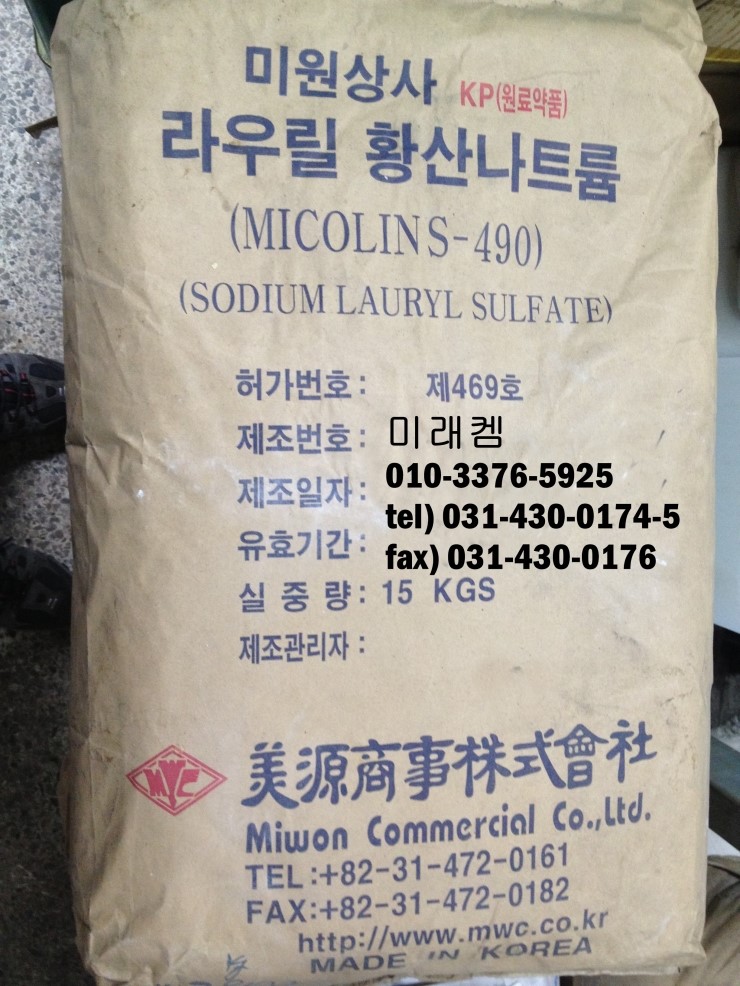 미원상사 KP(원료약품)
라우릴 황산나트륨
(MICOLIN S-490)
(SODIUM LAURYL SULFATE)
허가번호: 제469호
제조번호: 미래켐
제조일자: 010-3376-5925
tel) 031-430-0174-5
유효기간: fax) 031-430-0176
실 중 량: 15 KGS
제조관리자:
MYC
美源商事株式會社
Miwon Commercial Co.,Ltd.
TEL:+82-31-472-0161
FAX:+82-31-472-0182
http://www.mwc.co.kr
MADE IN KOREA